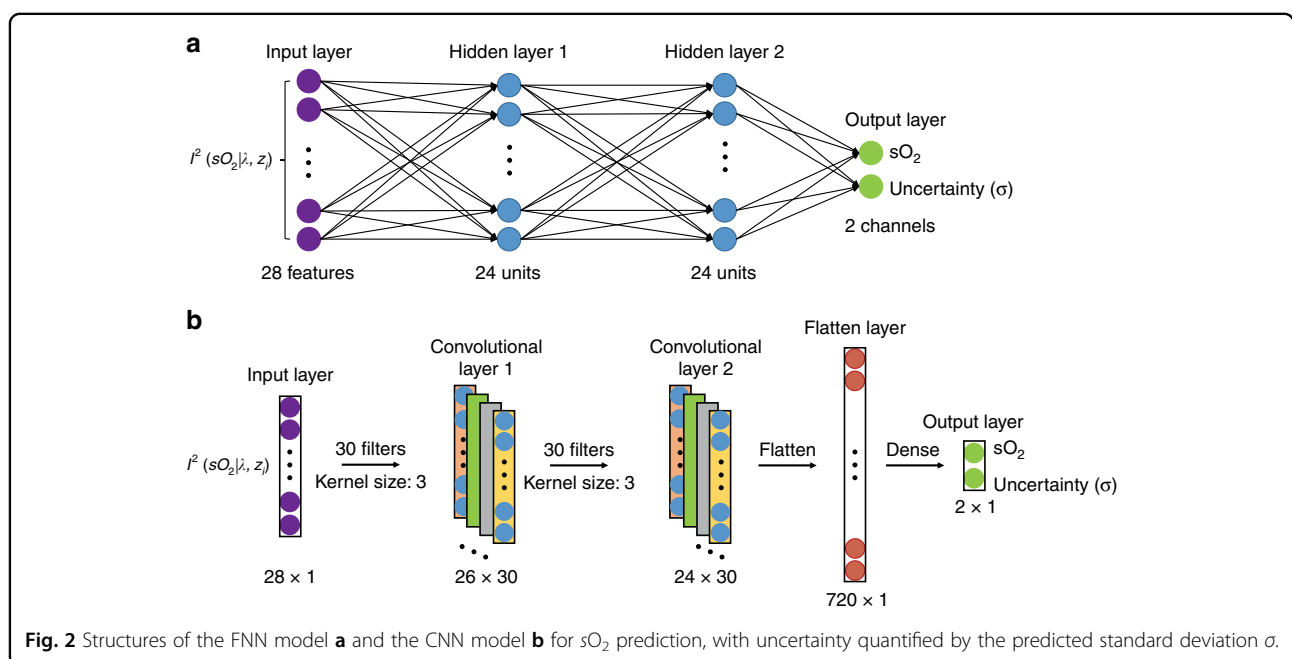 a
Input layer
Hidden layer 1
Hidden layer 2
Output layer
I² (sO₂|λ, zᵢ)
sO₂
Uncertainty (σ)
2 channels
28 features
24 units
24 units
b
Input layer
Convolutional
layer 1
Convolutional
layer 2
Flatten layer
Output layer
I² (sO₂|λ, zᵢ)
30 filters
Kernel size: 3
30 filters
Kernel size: 3
Flatten
Dense
sO₂
Uncertainty (σ)
2 × 1
28 × 1
26 × 30
24 × 30
720 × 1
Fig. 2 Structures of the FNN model a and the CNN model b for sO₂ prediction, with uncertainty quantified by the predicted standard deviation σ.